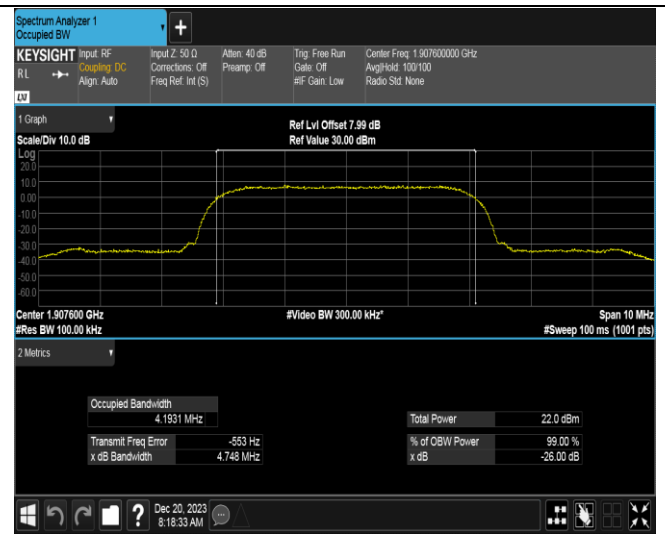 Spectrum Analyzer 1
Occupied BW
+
KEYSIGHT
RL
LXI
Input: RF
Coupling: DC
Align: Auto
Input Z: 50 Ω
Corrections: Off
Freq Ref: Int (S)
Atten: 40 dB
Preamp: Off
Trig: Free Run
Gate: Off
#IF Gain: Low
Center Freq: 1.907600000 GHz
Avg|Hold: 100/100
Radio Std: None
1 Graph
Scale/Div 10.0 dB
Ref Lvl Offset 7.99 dB
Ref Value 30.00 dBm
Log
20.0
10.0
0.00
-10.0
-20.0
-30.0
-40.0
-50.0
-60.0
Center 1.907600 GHz
#Res BW 100.00 kHz
#Video BW 300.00 kHz*
Span 10 MHz
#Sweep 100 ms (1001 pts)
2 Metrics
Occupied Bandwidth
4.1931 MHz
Total Power 22.0 dBm
Transmit Freq Error -553 Hz
% of OBW Power 99.00 %
x dB Bandwidth 4.748 MHz
x dB -26.00 dB
?
Dec 20, 2023
8:18:33 AM